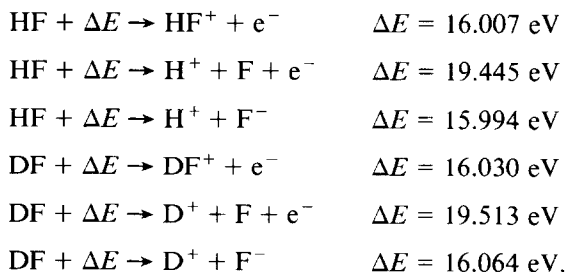 HF + ΔE → HF⁺ + e⁻ ΔE = 16.007 eV
HF + ΔE → H⁺ + F + e⁻ ΔE = 19.445 eV
HF + ΔE → H⁺ + F⁻ ΔE = 15.994 eV
DF + ΔE → DF⁺ + e⁻ ΔE = 16.030 eV
DF + ΔE → D⁺ + F + e⁻ ΔE = 19.513 eV
DF + ΔE → D⁺ + F⁻ ΔE = 16.064 eV.